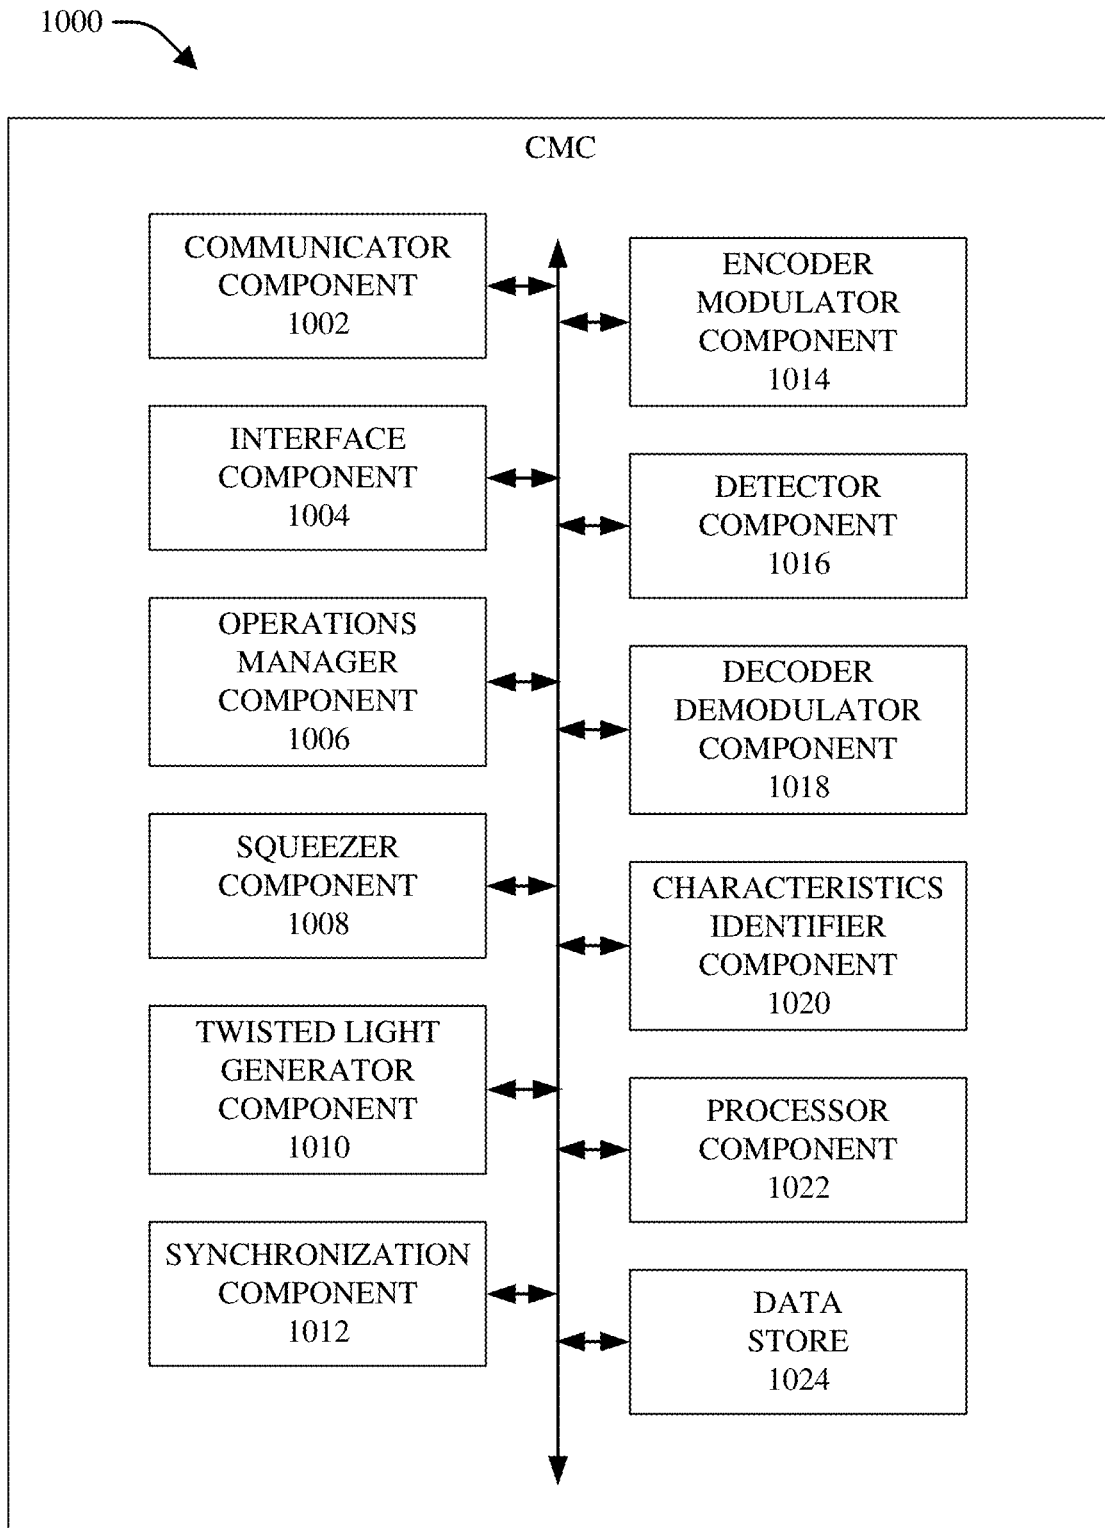 1000
CMC
COMMUNICATOR
COMPONENT
1002
INTERFACE
COMPONENT
1004
OPERATIONS
MANAGER
COMPONENT
1006
SQUEEZER
COMPONENT
1008
TWISTED LIGHT
GENERATOR
COMPONENT
1010
SYNCHRONIZATION
COMPONENT
1012
ENCODER
MODULATOR
COMPONENT
1014
DETECTOR
COMPONENT
1016
DECODER
DEMODULATOR
COMPONENT
1018
CHARACTERISTICS
IDENTIFIER
COMPONENT
1020
PROCESSOR
COMPONENT
1022
DATA
STORE
1024